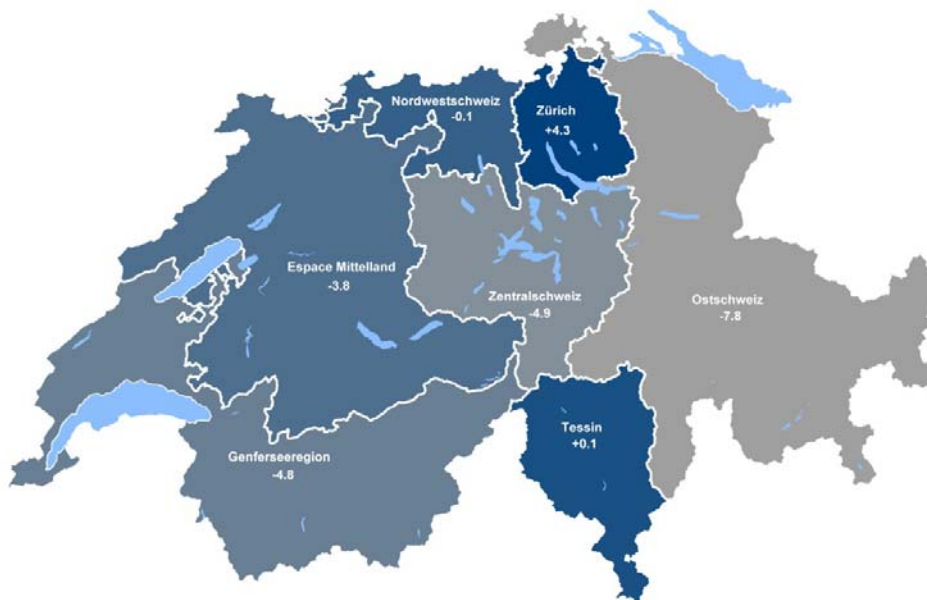 Nordwestschweiz
-0.1
Zürich
+4.3
Espace Mittelland
-3.8
Zentralschweiz
-4.9
Ostschweiz
-7.8
Tessin
+0.1
Genferseeregion
-4.8